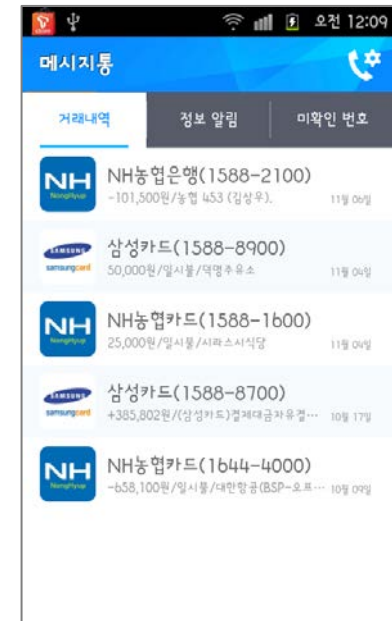 오전 12:09
메시지통
거래내역 정보 알림 미확인 번호
NH NongHyup
NH농협은행(1588-2100)
-101,500원/농협 453 (김상우). 11월 06일
SAMSUNG samsungcard
삼성카드(1588-8900)
50,000원/일시불/덕명주유소 11월 04일
NH NongHyup
NH농협카드(1588-1600)
25,000원/일시불/시라스시식당 11월 04일
SAMSUNG samsungcard
삼성카드(1588-8700)
+385,802원/(삼성카드)결제대금자유결··· 10월 17일
NH NongHyup
NH농협카드(1644-4000)
-658,100원/일시불/대한항공(BSP-오프··· 10월 09일